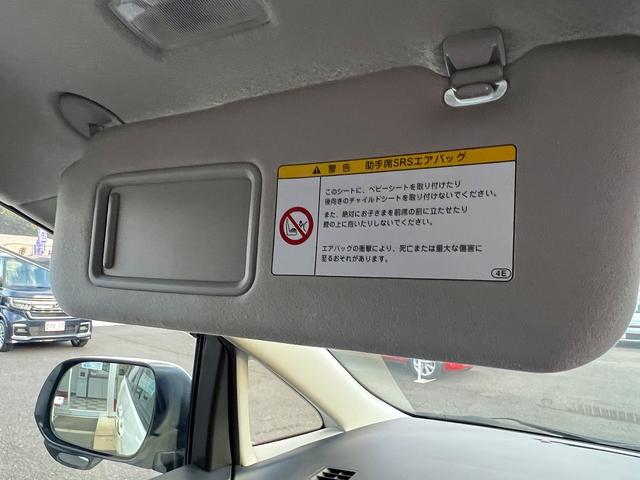 警告 助手席SRSエアバッグ
このシートに、ベビーシートを取り付けたり
後向きのチャイルドシートを取り付けないでください。
また、絶対にお子さまを前席の前に立たせたり
膝の上に抱いたりしないでください。
エアバッグの衝撃により、死亡または重大な傷害に
至るおそれがあります。
4E